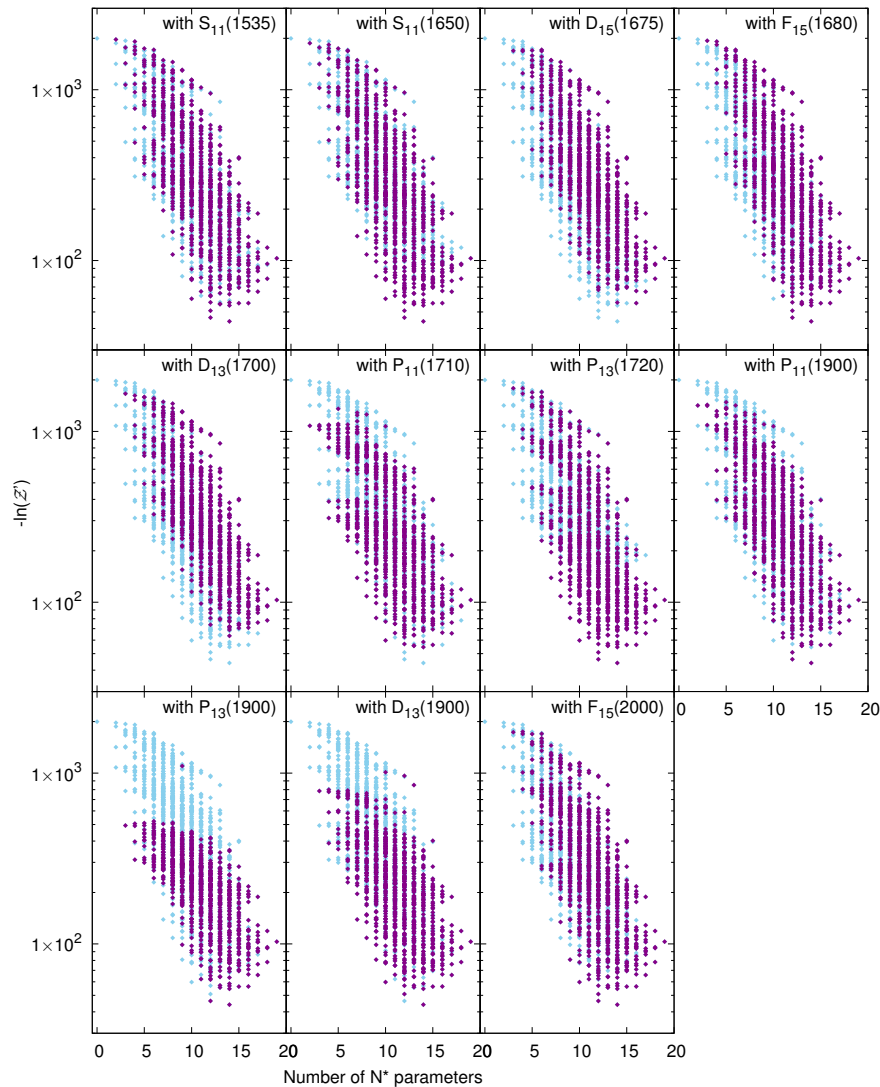 with S₁₁(1535)
with S₁₁(1650)
with D₁₅(1675)
with F₁₅(1680)
1×10³
1×10²
with D₁₃(1700)
with P₁₁(1710)
with P₁₃(1720)
with P₁₁(1900)
1×10³
1×10²
-ln(𝒵')
0 5 10 15 20
with P₁₃(1900)
with D₁₃(1900)
with F₁₅(2000)
1×10³
1×10²
0 5 10 15 20
0 5 10 15 20
0 5 10 15 20
Number of N* parameters